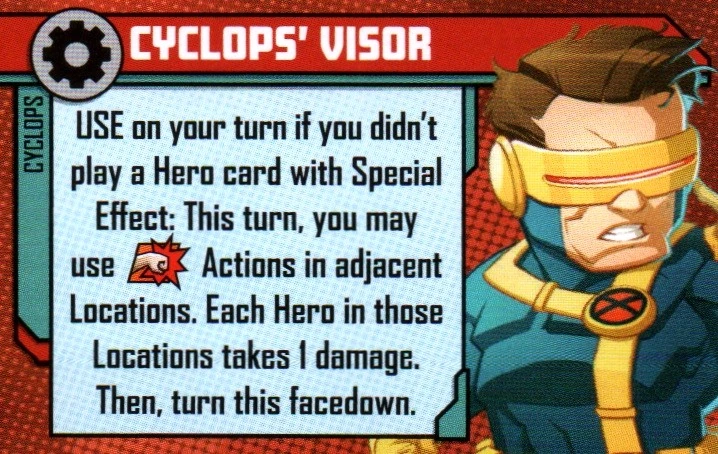 CYCLOPS' VISOR
CYCLOPS
USE on your turn if you didn't
play a Hero card with Special
Effect: This turn, you may
use Actions in adjacent
Locations. Each Hero in those
Locations takes 1 damage.
Then, turn this facedown.